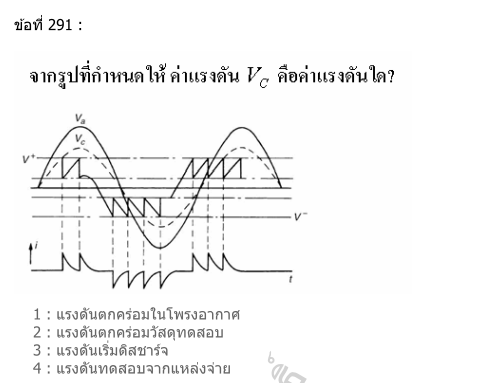 ข้อที่ 291 :
จากรูปที่กำหนดให้ ค่าแรงดัน V_C คือค่าแรงดันใด?
Va
Vc
V+
V−
i
t
1 : แรงดันตกคร่อมในโพรงอากาศ
2 : แรงดันตกคร่อมวัสดุทดสอบ
3 : แรงดันเริ่มดิสชาร์จ
4 : แรงดันทดสอบจากแหล่งจ่าย